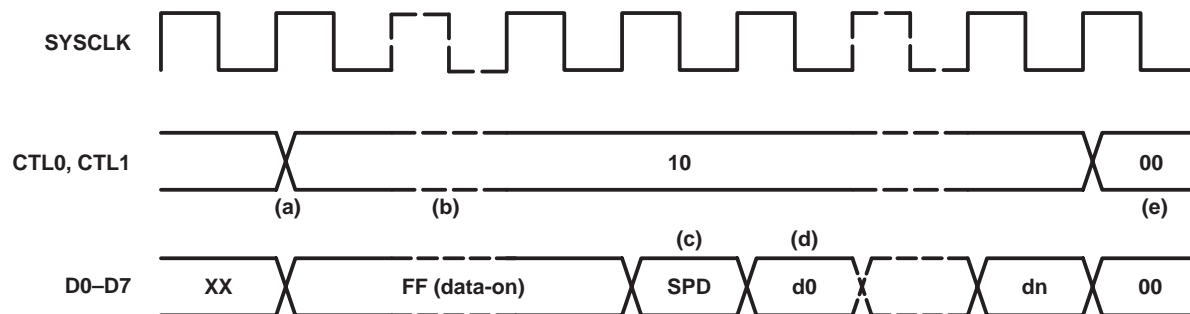 SYSCLK
CTL0, CTL1
10
00
(a)
(b)
(e)
(c)
(d)
D0–D7
XX
FF (data-on)
SPD
d0
dn
00